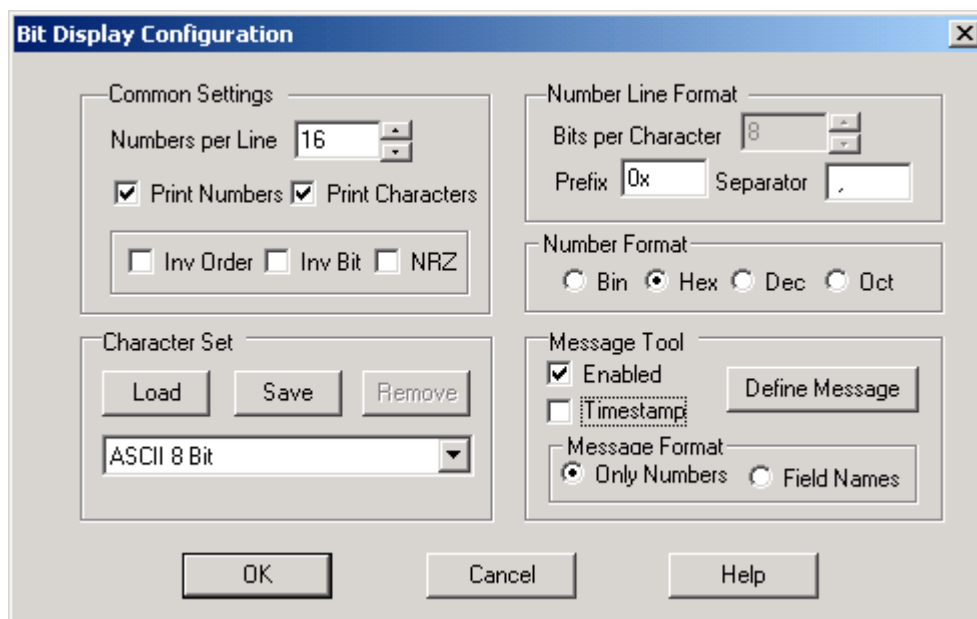 Bit Display Configuration
Common Settings
Numbers per Line 16
Print Numbers Print Characters
Inv Order Inv Bit NRZ
Number Line Format
Bits per Character 8
Prefix 0x Separator ,
Number Format
Bin Hex Dec Oct
Character Set
Load Save Remove
ASCII 8 Bit
Message Tool
Enabled
Define Message
Timestamp
Message Format
Only Numbers Field Names
OK Cancel Help